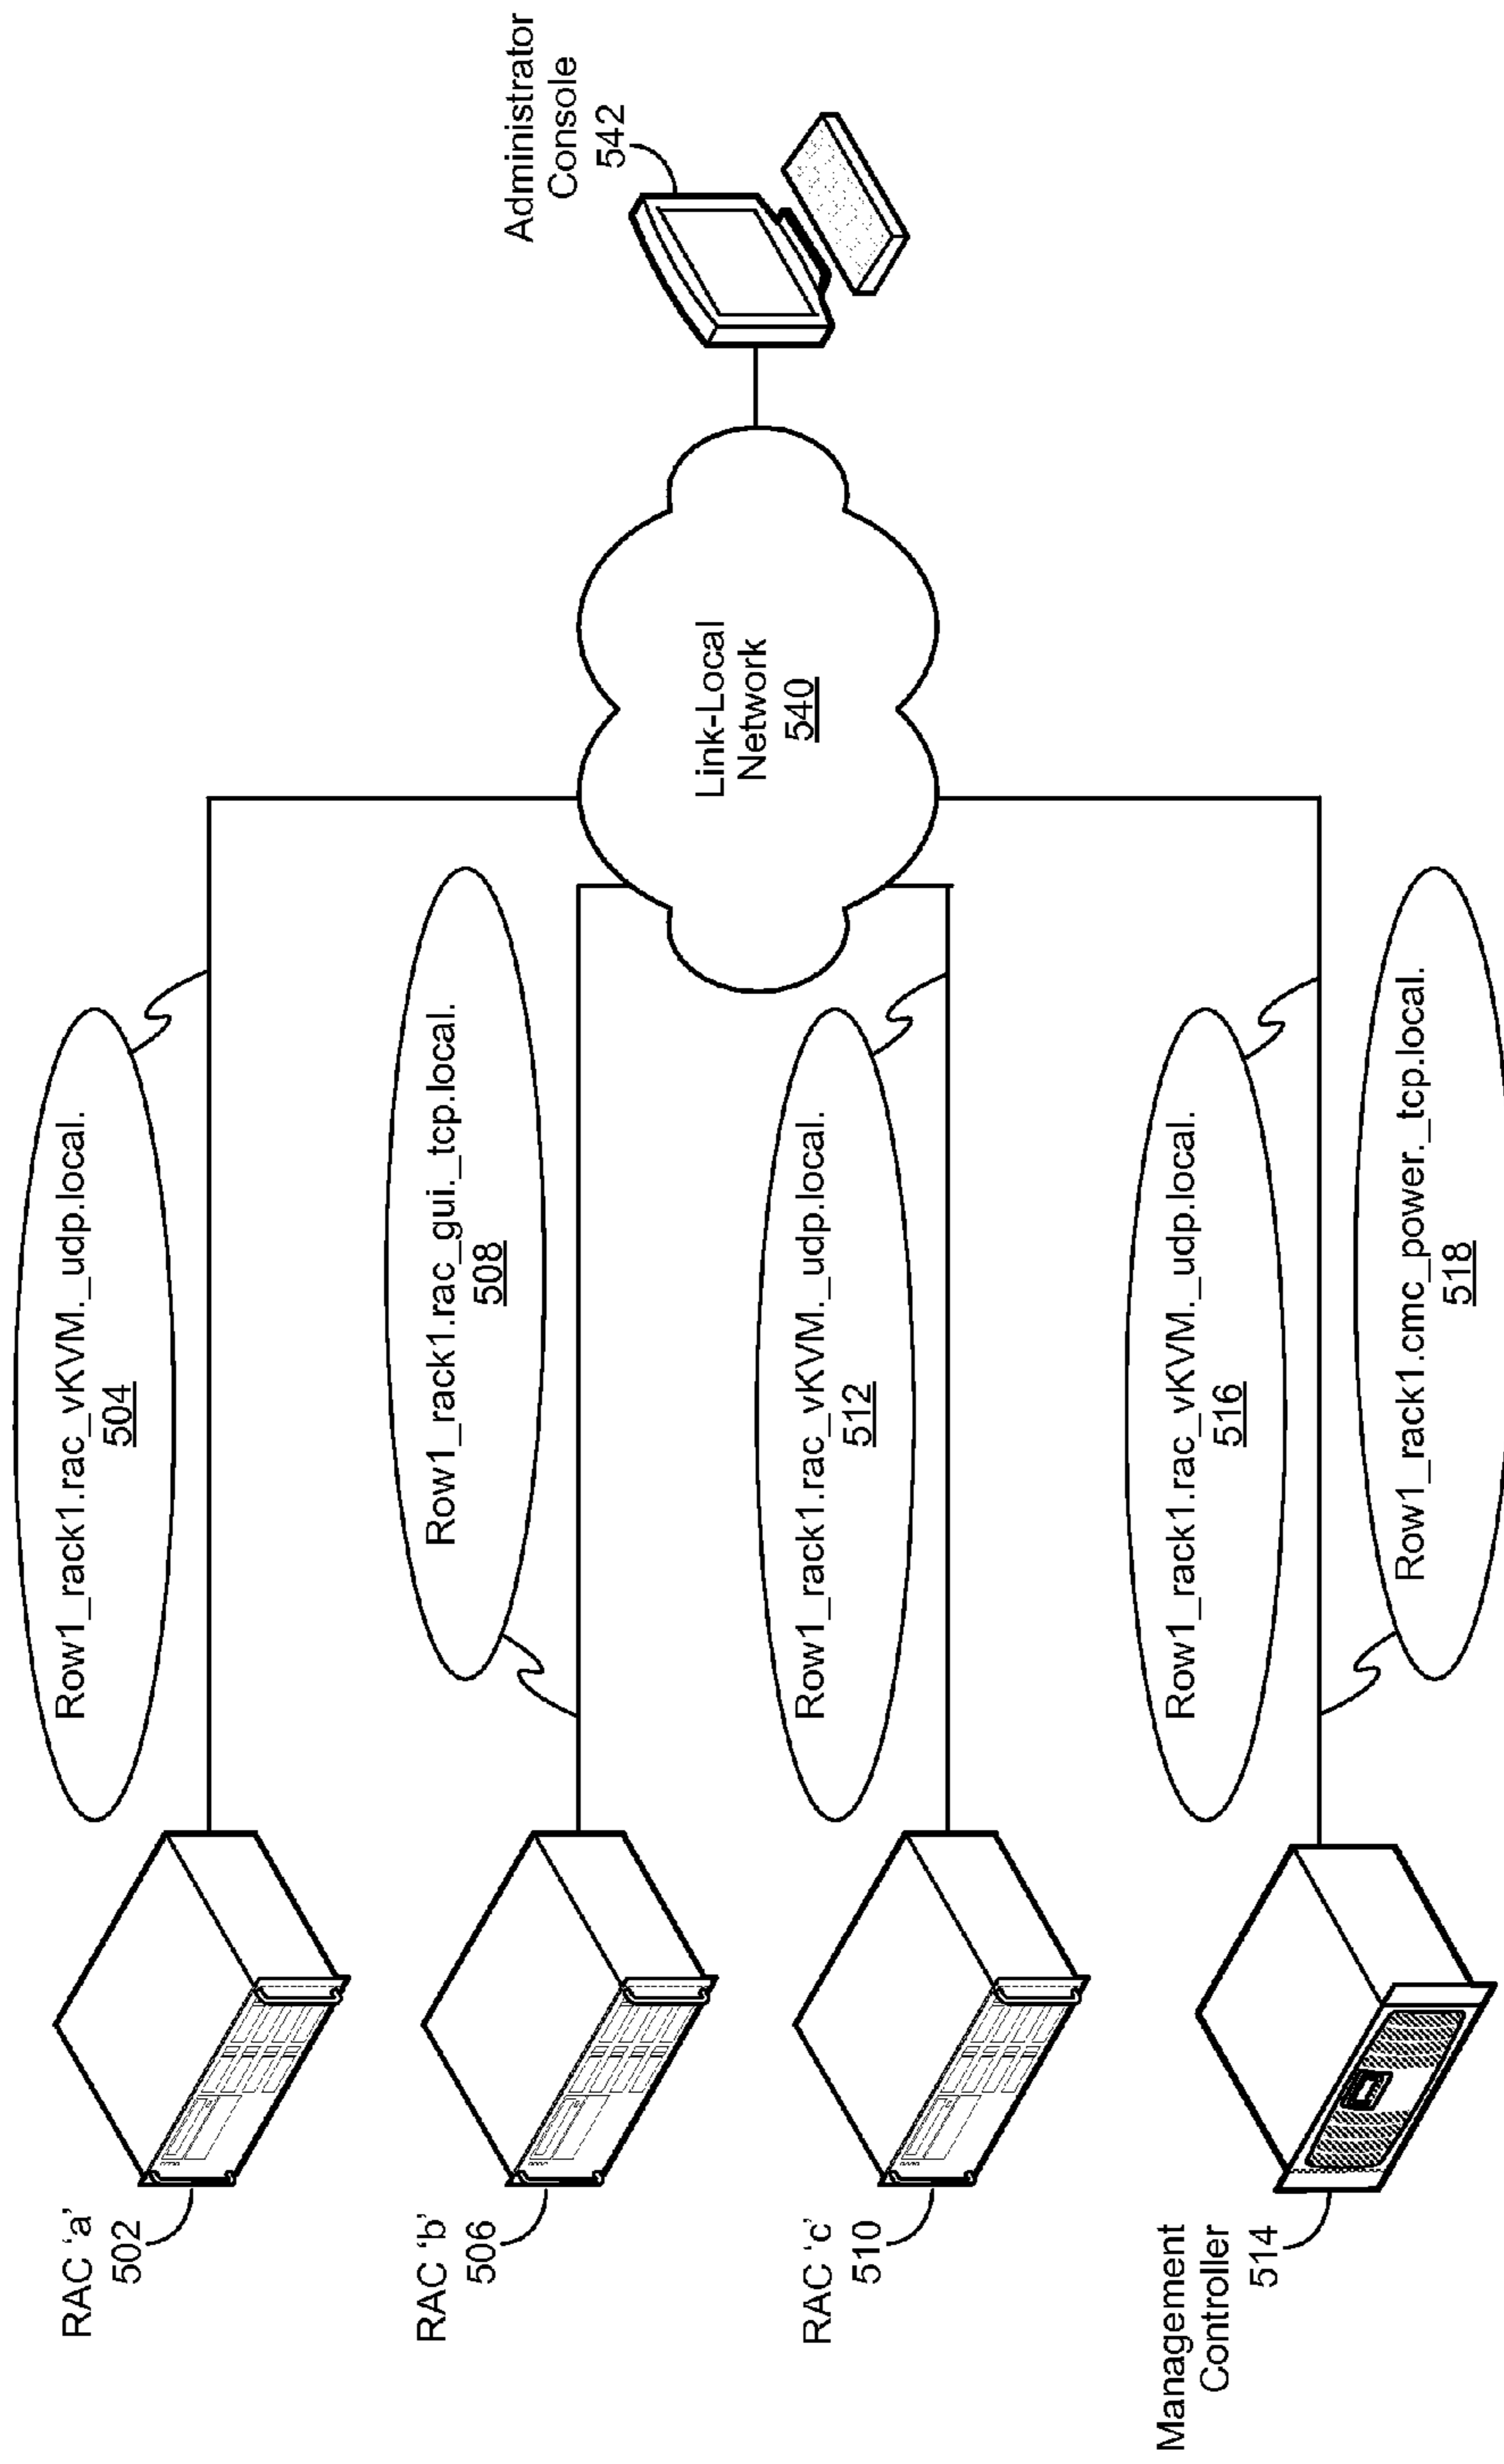 RAC ‘a’
502
Row1_rack1.rac_vKVM._udp.local.
504
RAC ‘b’
506
Row1_rack1.rac_gui._tcp.local.
508
RAC ‘c’
510
Row1_rack1.rac_vKVM._udp.local.
512
Management
Controller
514
Row1_rack1.rac_vKVM._udp.local.
516
Row1_rack1.cmc_power._tcp.local.
518
Link-Local
Network
540
Administrator
Console
542